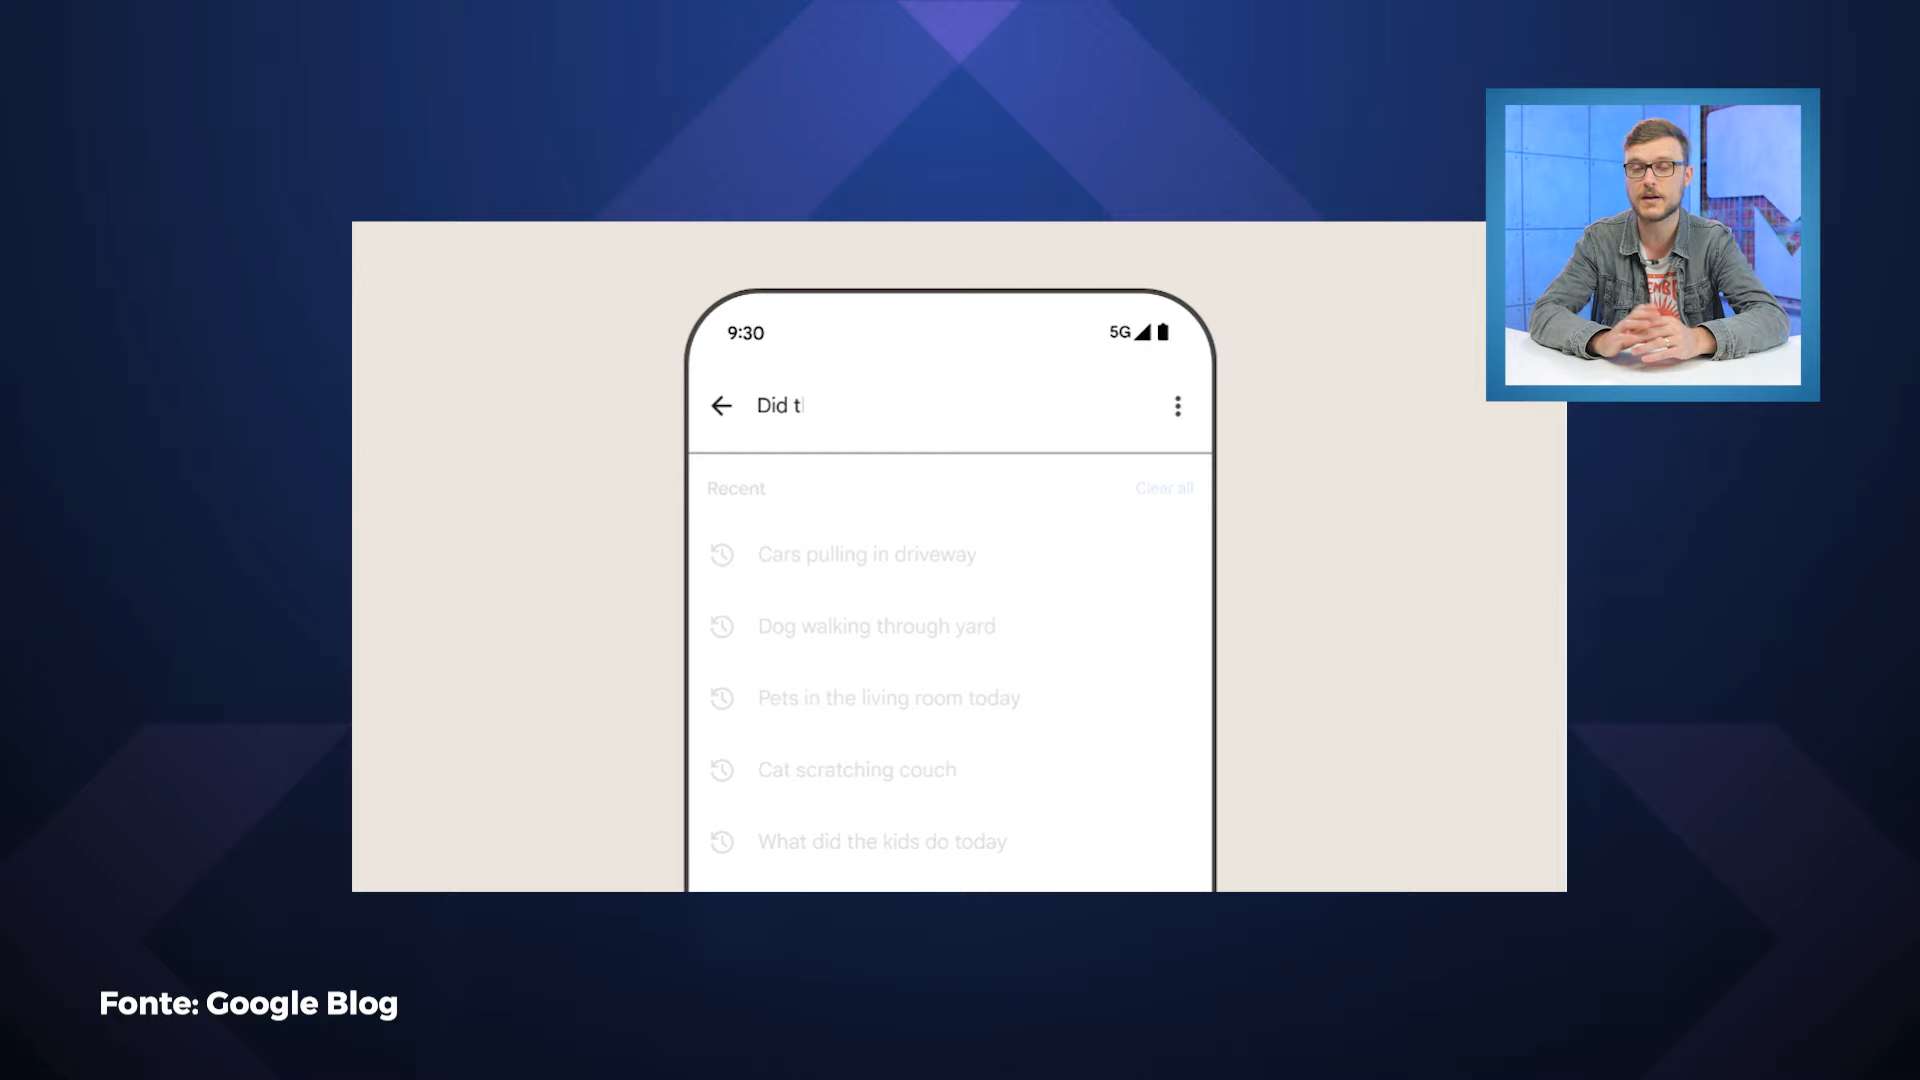 9:30
5G
Did t
Recent
Clear all
Cars pulling in driveway
Dog walking through yard
Pets in the living room today
Cat scratching couch
What did the kids do today
Fonte: Google Blog